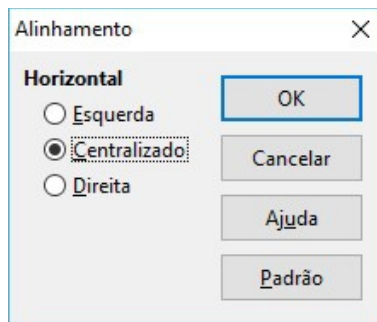 Alinhamento
Horizontal
Esquerda
Centralizado
Direita
OK
Cancelar
Ajuda
Padrão